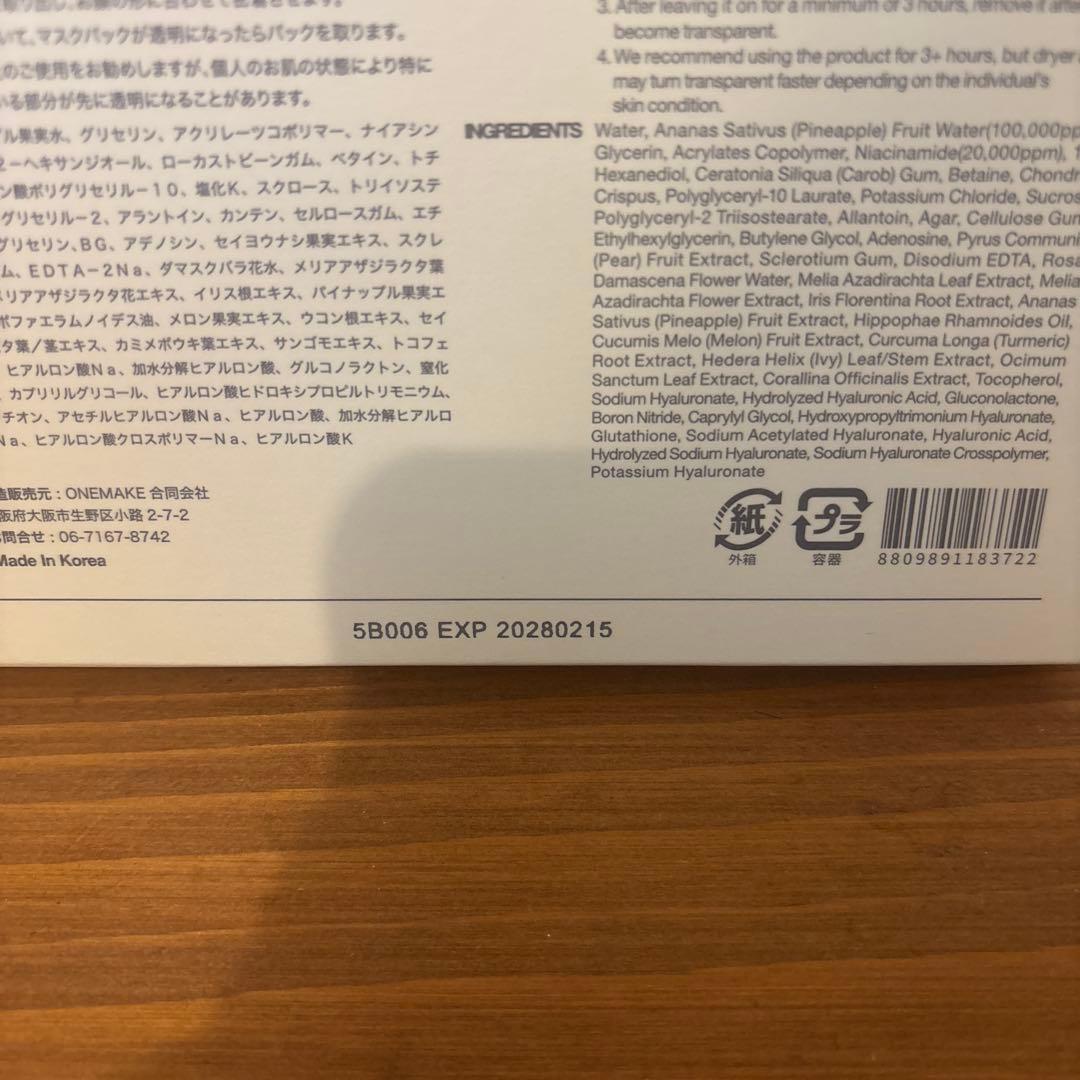 取り出し、お顔の形に合わせて密着させます。
いて、マスクパックが透明になったらパックを取ります。
のご使用をお勧めしますが、個人のお肌の状態により特に
いる部分が先に透明になることがあります。
ル果実水、グリセリン、アクリレーツコポリマー、ナイアシン
2－ヘキサンジオール、ローカストビーンガム、ベタイン、トチ
ン酸ポリグリセリル－10、塩化K、スクロース、トリイソステ
グリセリル－2、アラントイン、カンテン、セルロースガム、エチ
グリセリン、BG、アデノシン、セイヨウナシ果実エキス、スクレ
ム、EDTA－2Na、ダマスクバラ花水、メリアアザジラクタ葉
メリアアザジラクタ花エキス、イリス根エキス、パイナップル果実エ
ポファエラムノイデス油、メロン果実エキス、ウコン根エキス、セイ
タ葉/茎エキス、カミメボウキ葉エキス、サンゴモエキス、トコフェ
ヒアルロン酸Na、加水分解ヒアルロン酸、グルコノラクトン、窒化
カプリリルグリコール、ヒアルロン酸ヒドロキシプロピルトリモニウム、
チオン、アセチルヒアルロン酸Na、ヒアルロン酸、加水分解ヒアルロ
Na、ヒアルロン酸クロスポリマーNa、ヒアルロン酸K
造販売元 : ONEMAKE 合同会社
阪府大阪市生野区小路 2-7-2
問合せ : 06-7167-8742
Made In Korea
3. After leaving it on for a minimum of 3 hours, remove it afte
become transparent.
4. We recommend using the product for 3+ hours, but dryer
may turn transparent faster depending on the individual's
skin condition.
INGREDIENTS
Water, Ananas Sativus (Pineapple) Fruit Water(100,000pp
Glycerin, Acrylates Copolymer, Niacinamide(20,000ppm), 1
Hexanediol, Ceratonia Siliqua (Carob) Gum, Betaine, Chondr
Crispus, Polyglyceryl-10 Laurate, Potassium Chloride, Sucros
Polyglyceryl-2 Triisostearate, Allantoin, Agar, Cellulose Gum
Ethylhexylglycerin, Butylene Glycol, Adenosine, Pyrus Communi
(Pear) Fruit Extract, Sclerotium Gum, Disodium EDTA, Rosa
Damascena Flower Water, Melia Azadirachta Leaf Extract, Melia
Azadirachta Flower Extract, Iris Florentina Root Extract, Ananas
Sativus (Pineapple) Fruit Extract, Hippophae Rhamnoides Oil,
Cucumis Melo (Melon) Fruit Extract, Curcuma Longa (Turmeric)
Root Extract, Hedera Helix (Ivy) Leaf/Stem Extract, Ocimum
Sanctum Leaf Extract, Corallina Officinalis Extract, Tocopherol,
Sodium Hyaluronate, Hydrolyzed Hyaluronic Acid, Gluconolactone,
Boron Nitride, Caprylyl Glycol, Hydroxypropyltrimonium Hyaluronate,
Glutathione, Sodium Acetylated Hyaluronate, Hyaluronic Acid,
Hydrolyzed Sodium Hyaluronate, Sodium Hyaluronate Crosspolymer,
Potassium Hyaluronate
紙
外箱
プラ
容器
8809891183722
5B006 EXP 20280215